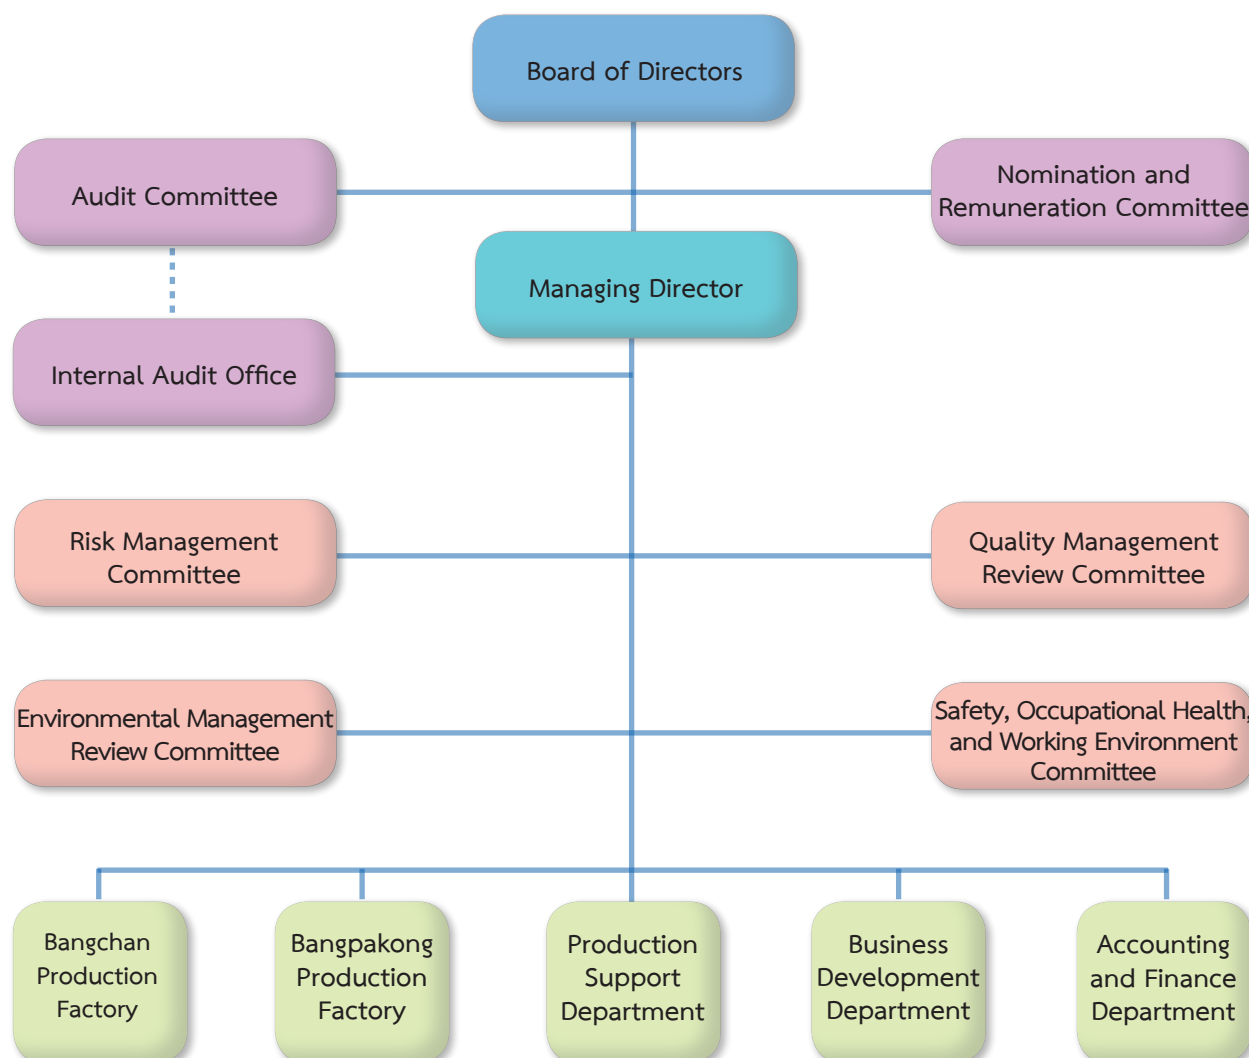 Board of Directors
Audit Committee
Nomination and
Remuneration Committee
Managing Director
Internal Audit Office
Risk Management
Committee
Quality Management
Review Committee
Environmental Management
Review Committee
Safety, Occupational Health,
and Working Environment
Committee
Bangchan
Production
Factory
Bangpakong
Production
Factory
Production
Support
Department
Business
Development
Department
Accounting
and Finance
Department